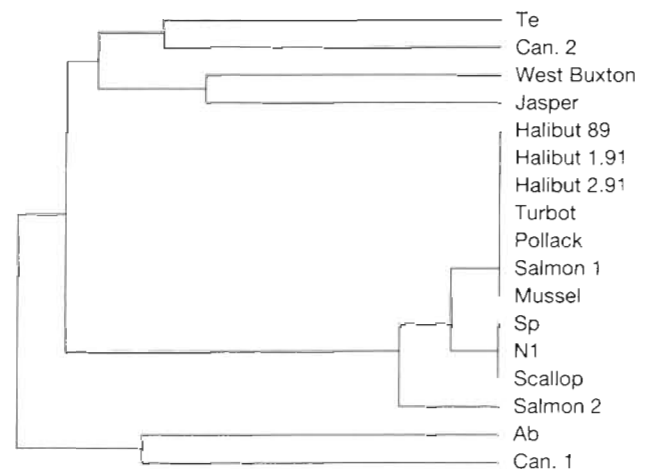 Te
Can. 2
West Buxton
Jasper
Halibut 89
Halibut 1.91
Halibut 2.91
Turbot
Pollack
Salmon 1
Mussel
Sp
N1
Scallop
Salmon 2
Ab
Can. 1